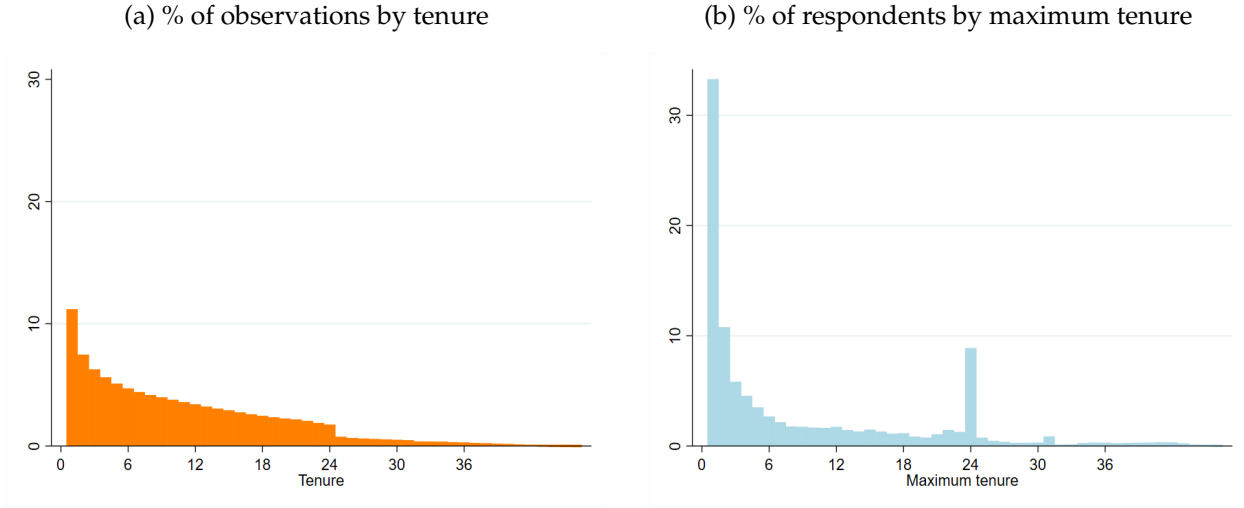 (a) % of observations by tenure
30
20
10
0
0 6 12 18 24 30 36
Tenure
(b) % of respondents by maximum tenure
30
20
10
0
0 6 12 18 24 30 36
Maximum tenure